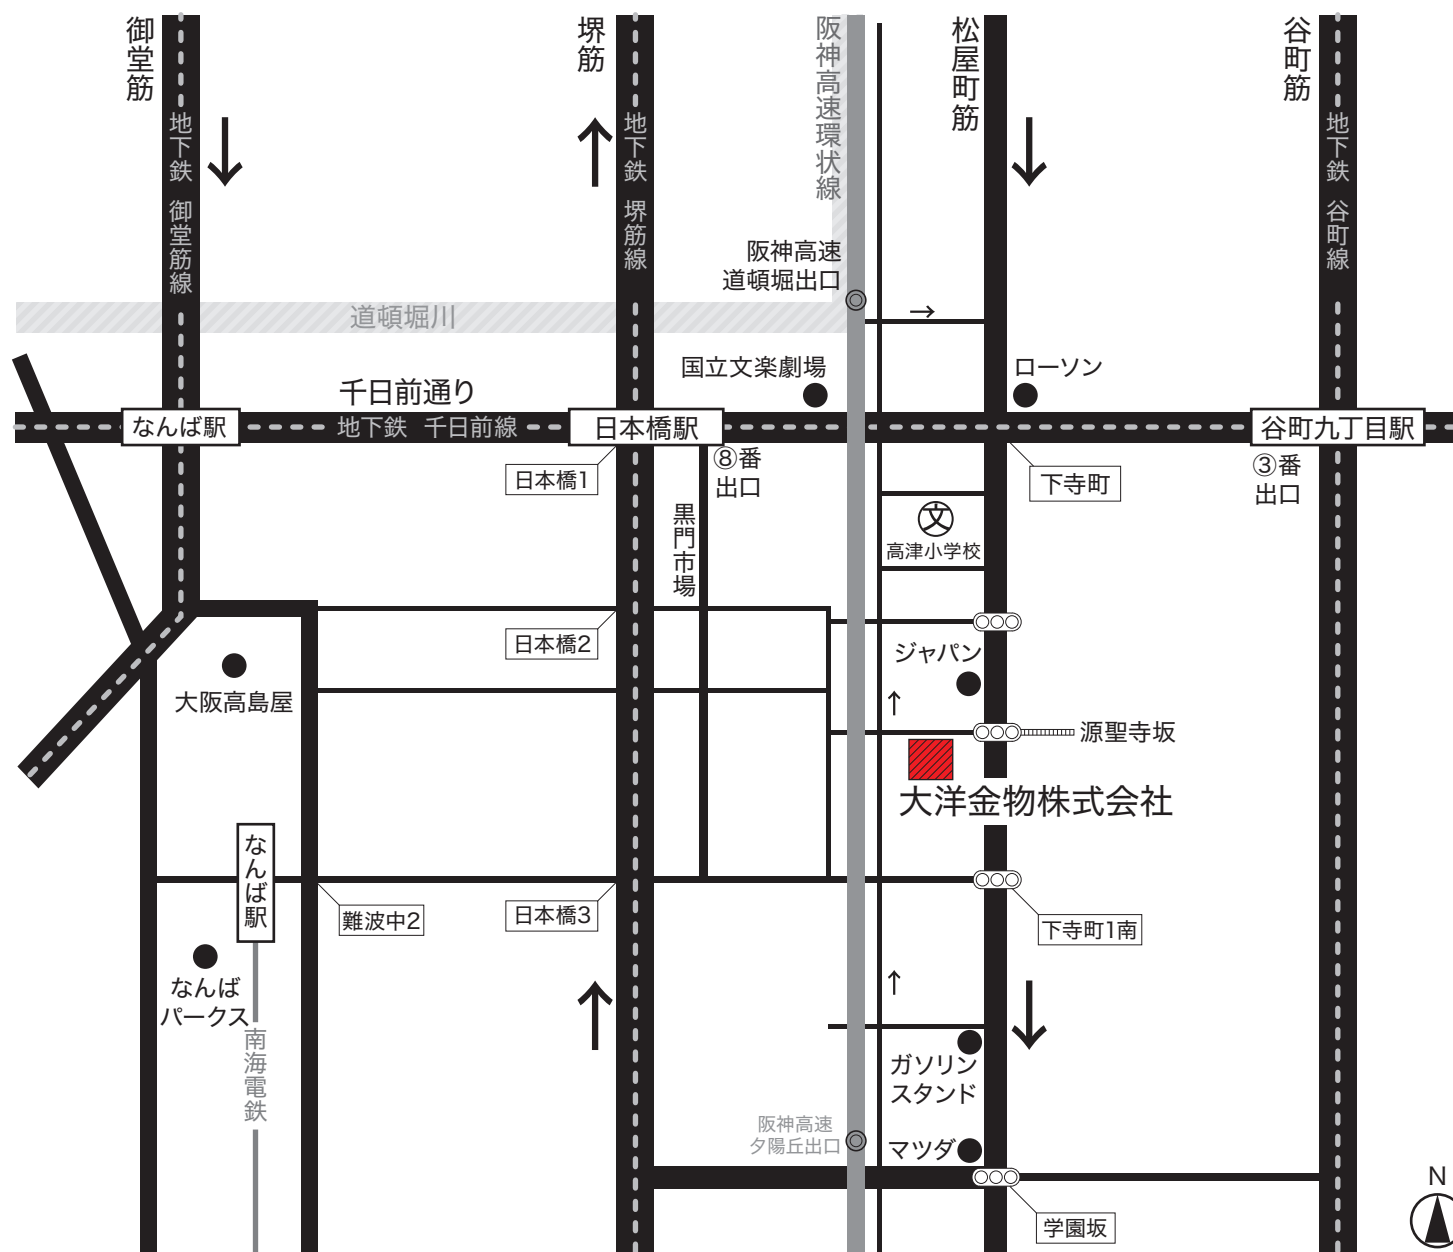 御堂筋
堺筋
阪神高速環状線
松屋町筋
谷町筋
地下鉄 御堂筋線
地下鉄 堺筋線
地下鉄 谷町線
阪神高速
道頓堀出口
道頓堀川
→
国立文楽劇場
ローソン
千日前通り
なんば駅
地下鉄 千日前線
日本橋駅
谷町九丁目駅
日本橋1
⑧番
出口
下寺町
③番
出口
黒門市場
文
高津小学校
日本橋2
ジャパン
大阪高島屋
源聖寺坂
大洋金物株式会社
なんば駅
難波中2
日本橋3
下寺町1南
なんば
パークス
南海電鉄
ガソリン
スタンド
阪神高速
夕陽丘出口
マツダ
学園坂
N